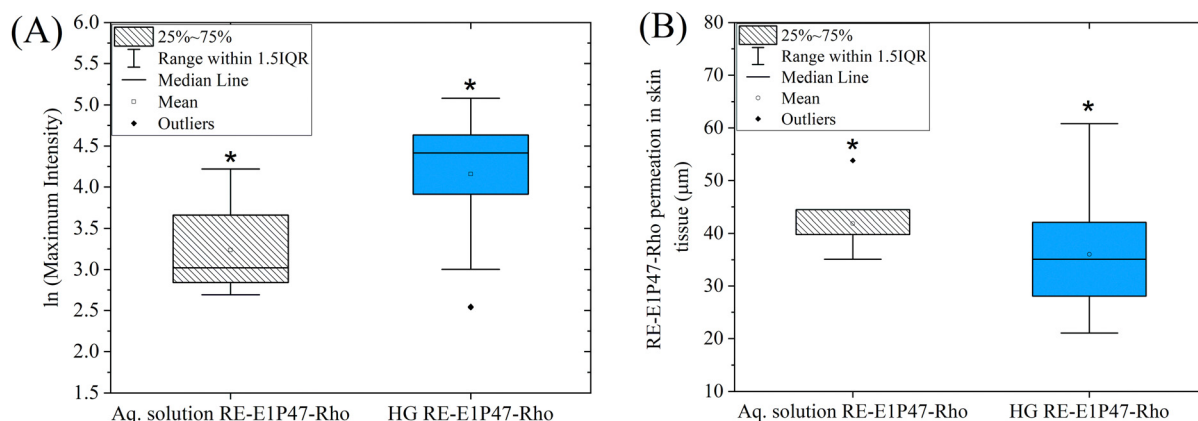 (A)
ln (Maximum Intensity)
6.0
5.5
5.0
4.5
4.0
3.5
3.0
2.5
2.0
1.5
25%~75%
Range within 1.5IQR
Median Line
Mean
Outliers
*
*
Aq. solution RE-E1P47-Rho
HG RE-E1P47-Rho
(B)
RE-E1P47-Rho permeation in skin
tissue (μm)
80
70
60
50
40
30
20
10
25%~75%
Range within 1.5IQR
Median Line
Mean
Outliers
*
*
Aq. solution RE-E1P47-Rho
HG RE-E1P47-Rho